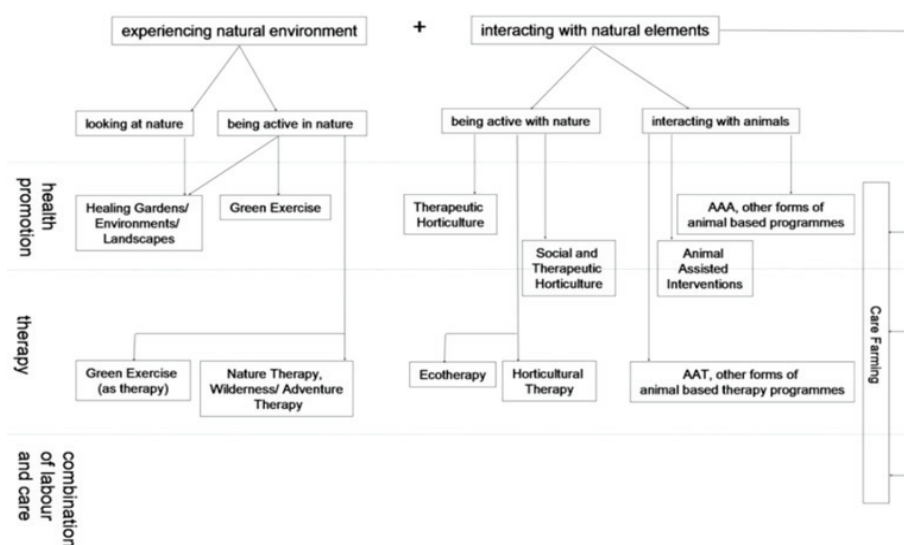 experiencing natural environment
+
interacting with natural elements
looking at nature
being active in nature
being active with nature
interacting with animals
health
promotion
Healing Gardens/
Environments/
Landscapes
Green Exercise
Therapeutic
Horticulture
AAA, other forms of
animal based programmes
Social and
Therapeutic
Horticulture
Animal
Assisted
Interventions
Care Farming
therapy
Green Exercise
(as therapy)
Nature Therapy,
Wilderness/ Adventure
Therapy
Ecotherapy
Horticultural
Therapy
AAT, other forms of
animal based therapy programmes
combination
of labour
and care